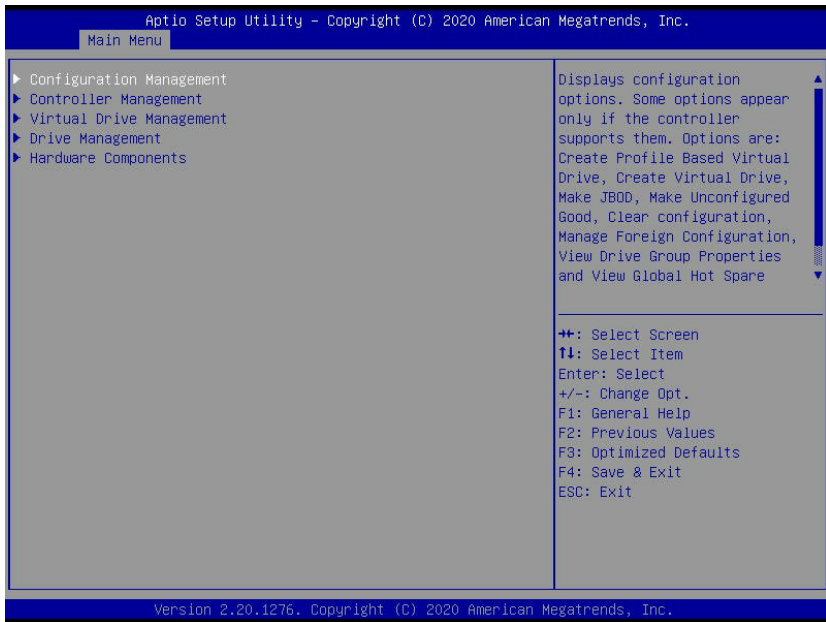 Aptio Setup Utility – Copyright (C) 2020 American Megatrends, Inc.
Main Menu
Configuration Management
Controller Management
Virtual Drive Management
Drive Management
Hardware Components
Displays configuration
options. Some options appear
only if the controller
supports them. Options are:
Create Profile Based Virtual
Drive, Create Virtual Drive,
Make JBOD, Make Unconfigured
Good, Clear configuration,
Manage Foreign Configuration,
View Drive Group Properties
and View Global Hot Spare
→←: Select Screen
↑↓: Select Item
Enter: Select
+/-: Change Opt.
F1: General Help
F2: Previous Values
F3: Optimized Defaults
F4: Save & Exit
ESC: Exit
Version 2.20.1276. Copyright (C) 2020 American Megatrends, Inc.